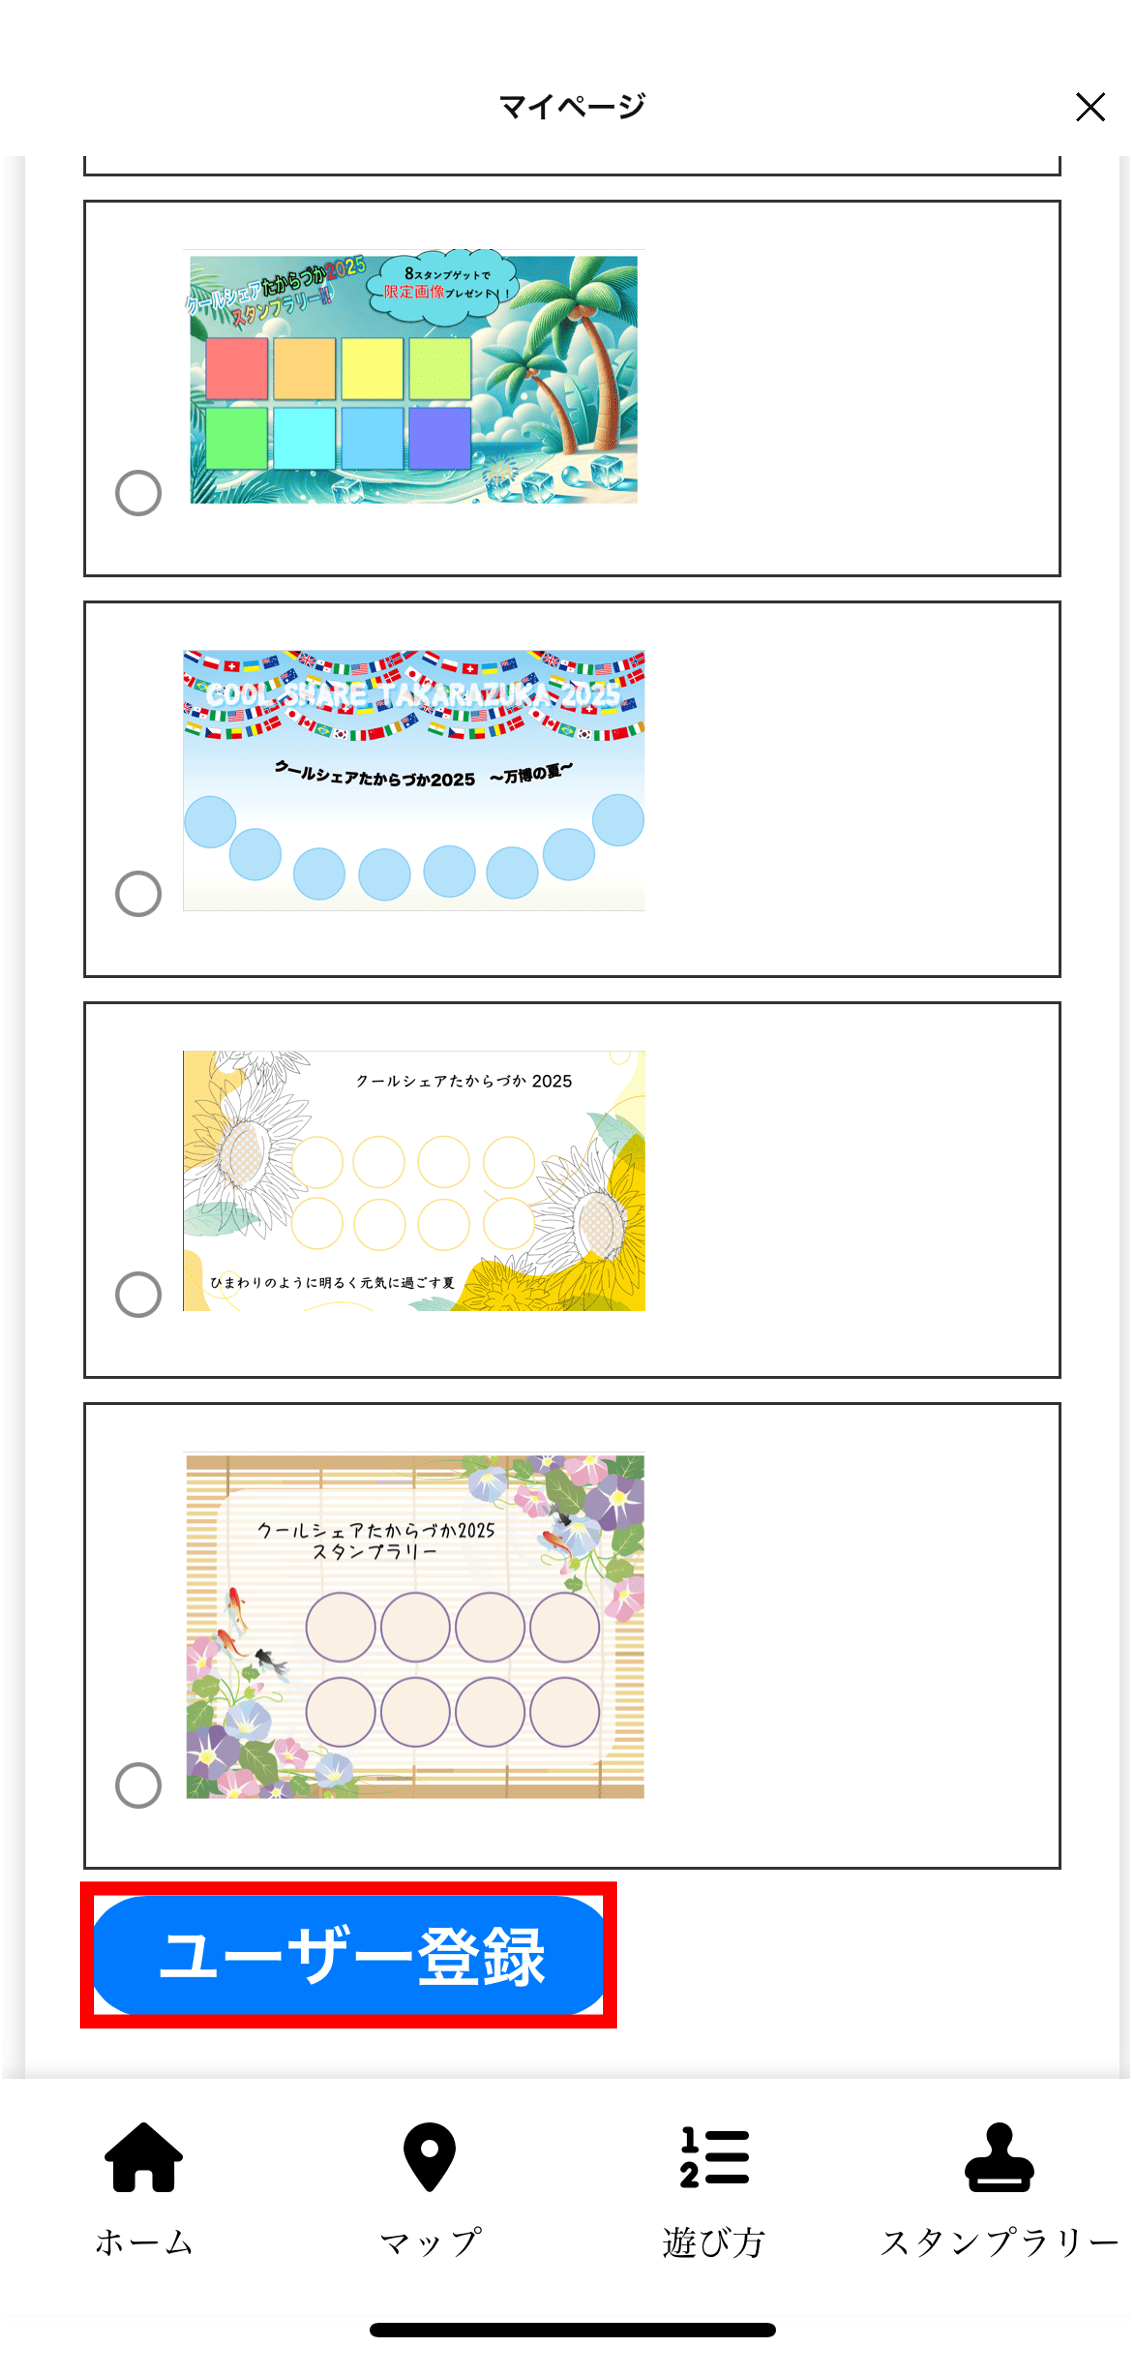 マイページ
クールシェアたからづか2025
スタンプラリー!!
8スタンプゲットで
限定画像プレゼント!!
COOL SHARE TAKARAZUKA 2025
クールシェアたからづか2025 〜万博の夏〜
クールシェアたからづか 2025
ひまわりのように明るく元気に過ごす夏
クールシェアたからづか2025
スタンプラリー
ユーザー登録
ホーム
マップ
遊び方
スタンプラリー